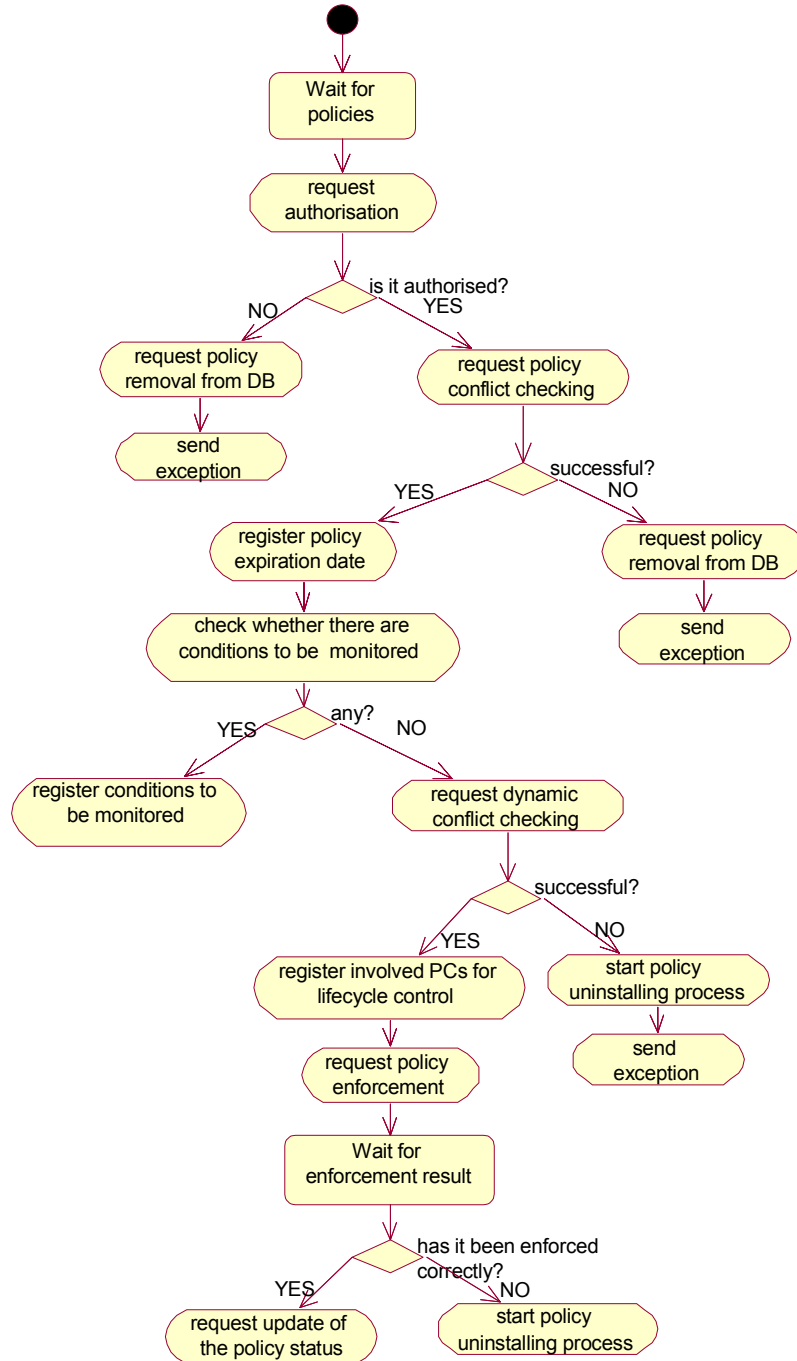 Wait for
policies
request
authorisation
is it authorised?
NO
YES
request policy
removal from DB
request policy
conflict checking
send
exception
successful?
YES
NO
register policy
expiration date
request policy
removal from DB
check whether there are
conditions to be monitored
send
exception
any?
YES
NO
register conditions to
be monitored
request dynamic
conflict checking
successful?
YES
NO
register involved PCs for
lifecycle control
start policy
uninstalling process
request policy
enforcement
send
exception
Wait for
enforcement result
has it been enforced
correctly?
YES
NO
request update of
the policy status
start policy
uninstalling process